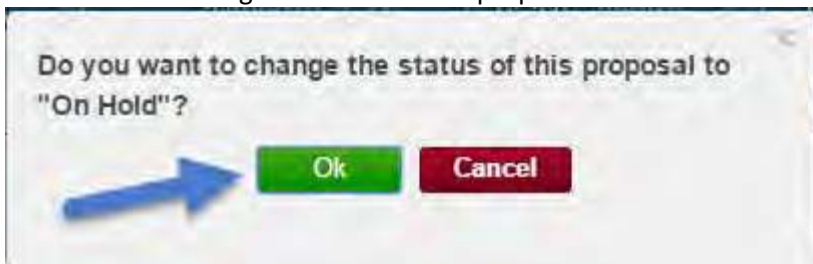 Do you want to change the status of this proposal to
"On Hold"?
Ok Cancel